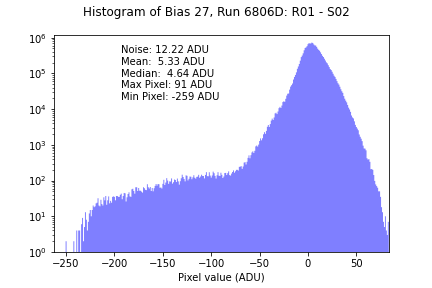 Histogram of Bias 27, Run 6806D: R01 - S02
10^6
10^5
10^4
10^3
10^2
10^1
10^0
Noise: 12.22 ADU
Mean:  5.33 ADU
Median:  4.64 ADU
Max Pixel: 91 ADU
Min Pixel: -259 ADU
−250 −200 −150 −100 −50 0 50
Pixel value (ADU)